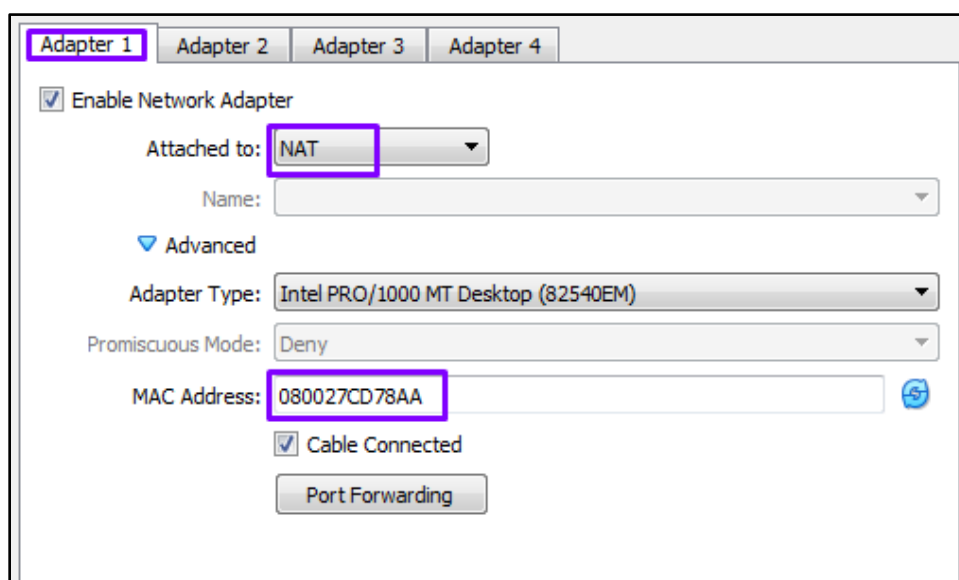 Adapter 1 Adapter 2 Adapter 3 Adapter 4
Enable Network Adapter
Attached to: NAT
Name:
Advanced
Adapter Type: Intel PRO/1000 MT Desktop (82540EM)
Promiscuous Mode: Deny
MAC Address: 080027CD78AA
Cable Connected
Port Forwarding